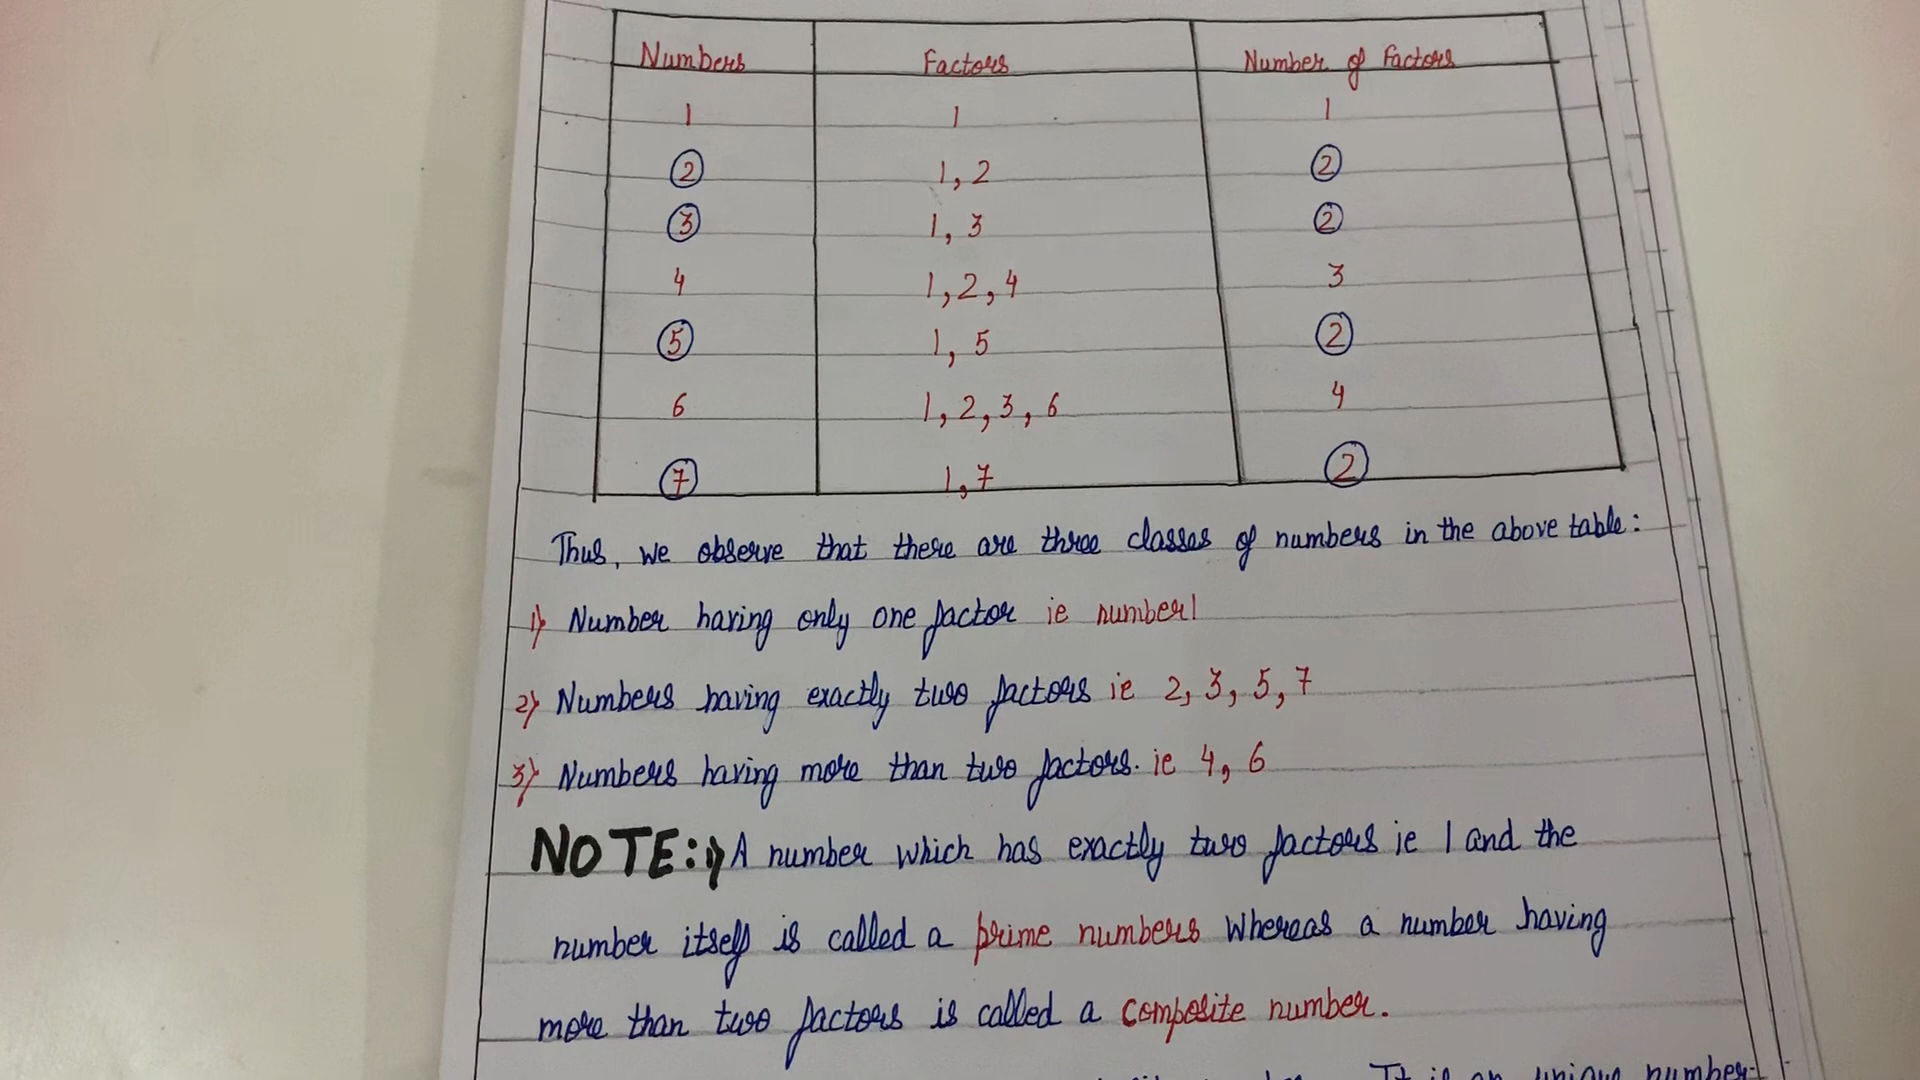 Numbers Factors Number of Factors
1 1 1
2 1, 2 2
3 1, 3 2
4 1, 2, 4 3
5 1, 5 2
6 1, 2, 3, 6 4
7 1, 7 2
Thus, we observe that there are three classes of numbers in the above table:
1) Number having only one factor ie number 1
2) Numbers having exactly two factors ie 2, 3, 5, 7
3) Numbers having more than two factors. ie 4, 6
NOTE: 1) A number which has exactly two factors ie 1 and the
number itself is called a prime numbers whereas a number having
more than two factors is called a composite number.
It is an unique number